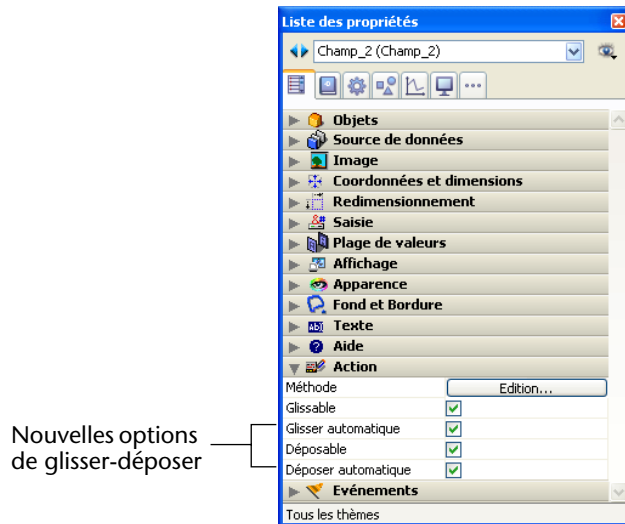 Liste des propriétés
Champ_2 (Champ_2)
Objets
Source de données
Image
Coordonnées et dimensions
Redimensionnement
Saisie
Plage de valeurs
Affichage
Apparence
Fond et Bordure
Texte
Aide
Action
Méthode Edition...
Glissable
Glisser automatique
Déposable
Déposer automatique
Evénements
Tous les thèmes
Nouvelles options
de glisser-déposer